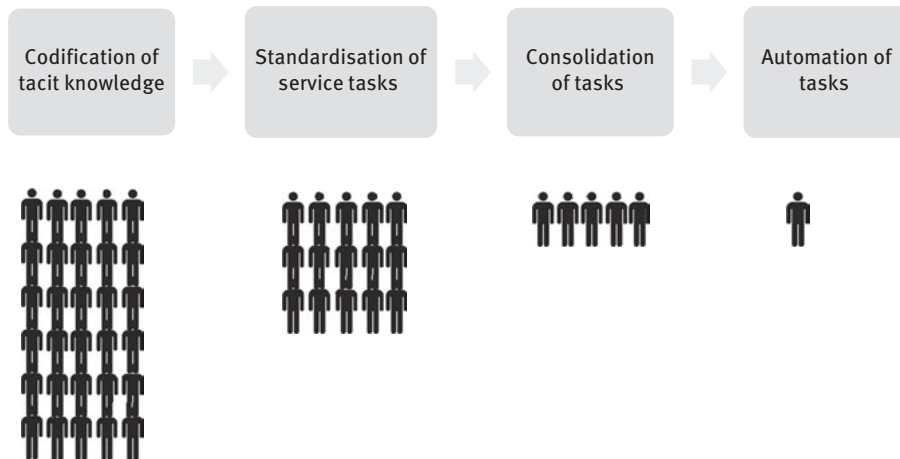 Codification of
tacit knowledge
Standardisation of
service tasks
Consolidation
of tasks
Automation of
tasks